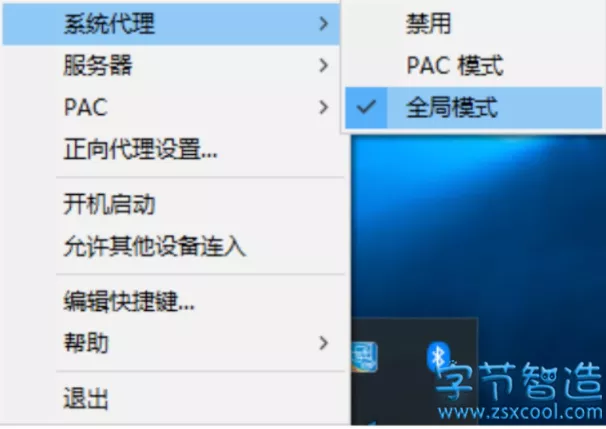 系统代理
服务器
PAC
正向代理设置...
开机启动
允许其他设备连入
编辑快捷键...
帮助
退出
禁用
PAC 模式
全局模式
字节智造
www.zsxcool.com